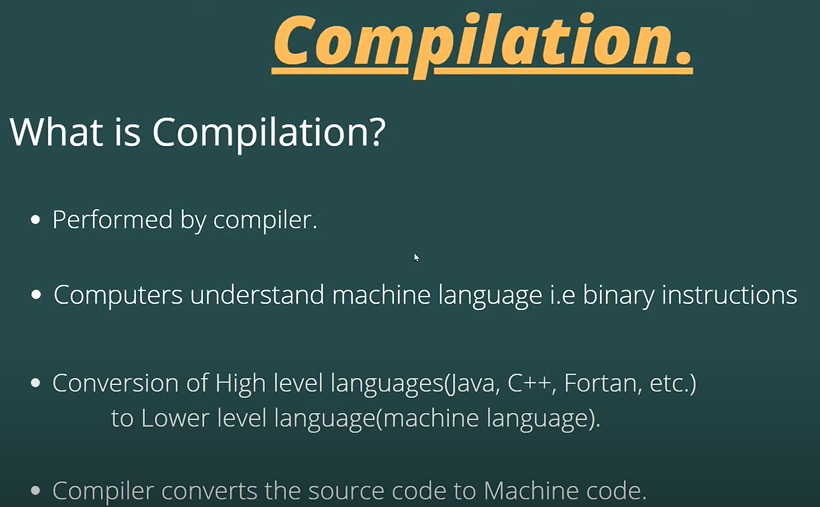 Compilation.
What is Compilation?
• Performed by compiler.
• Computers understand machine language i.e binary instructions
• Conversion of High level languages(Java, C++, Fortan, etc.)
to Lower level language(machine language).
• Compiler converts the source code to Machine code.